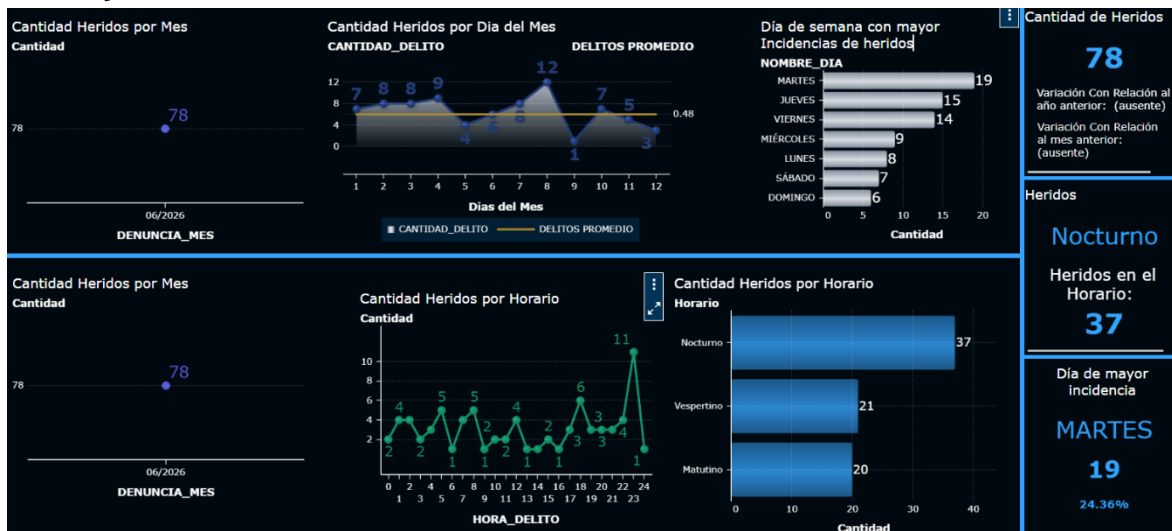 Cantidad Heridos por Mes
Cantidad
78
78
06/2026
DENUNCIA_MES
Cantidad Heridos por Dia del Mes
CANTIDAD_DELITO DELITOS PROMEDIO
12
8
4
0
7 8 8 9 4 6 8 12 1 7 5 3
0.48
1 2 3 4 5 6 7 8 9 10 11 12
Dias del Mes
CANTIDAD_DELITO DELITOS PROMEDIO
Día de semana con mayor
Incidencias de heridos
NOMBRE_DIA
MARTES 19
JUEVES 15
VIERNES 14
MIÉRCOLES 9
LUNES 8
SÁBADO 7
DOMINGO 6
0 5 10 15 20
Cantidad
Cantidad de Heridos
78
Variación Con Relación al
año anterior: (ausente)
Variación Con Relación
al mes anterior:
(ausente)
Heridos
Nocturno
Heridos en el
Horario:
37
Cantidad Heridos por Mes
Cantidad
78
78
06/2026
DENUNCIA_MES
Cantidad Heridos por Horario
Cantidad
10
8
6
4
2
2 4 2 5 1 5 1 2 2 4 1 2 1 3 6 3 3 4 11 1
0 2 4 6 8 10 12 14 16 18 20 22 24
1 3 5 7 9 11 13 15 17 19 21 23
HORA_DELITO
Cantidad Heridos por Horario
Horario
Nocturno 37
Vespertino 21
Matutino 20
0 20 30 40
Cantidad
Día de mayor
incidencia
MARTES
19
24.36%